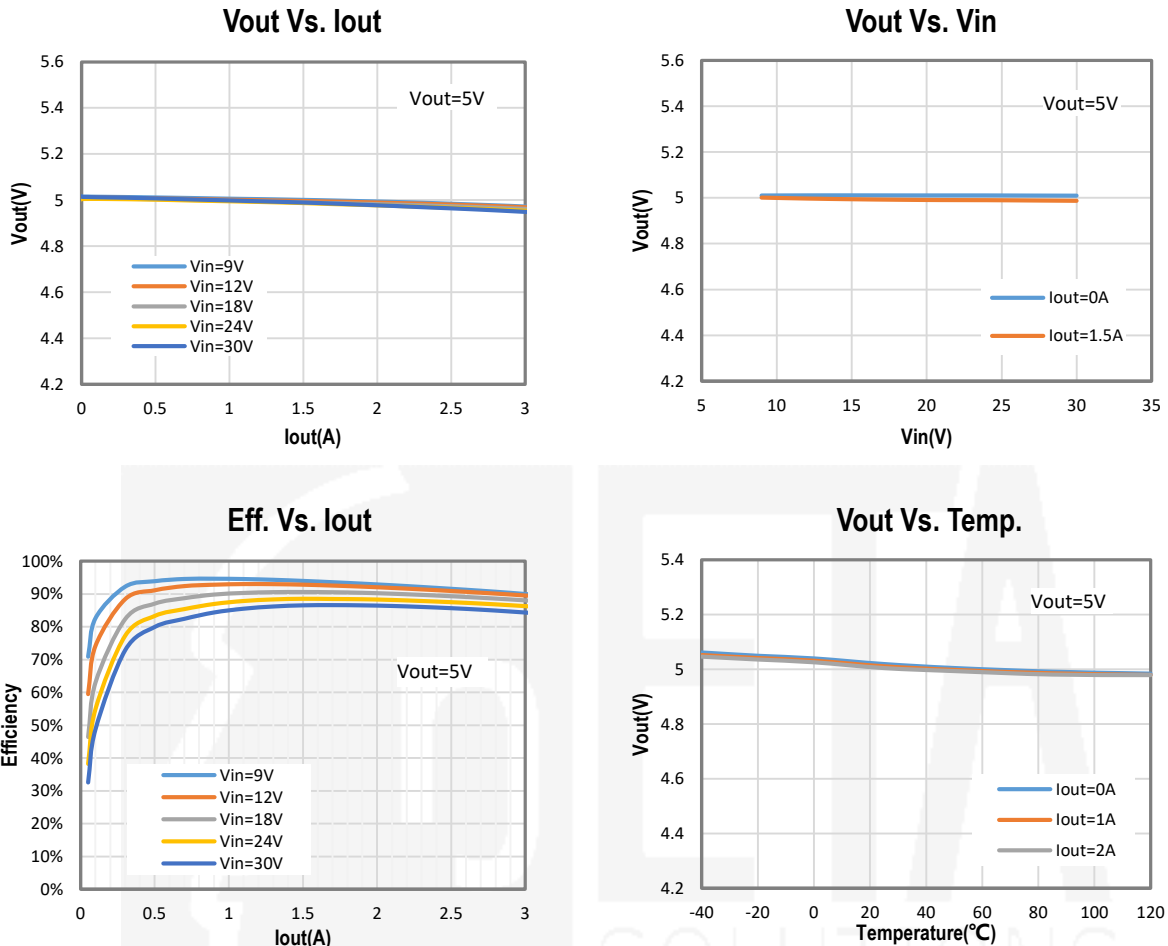 Vout Vs. Iout
5.6
5.4
5.2
5
4.8
4.6
4.4
4.2
Vout(V)
Vout=5V
Vin=9V
Vin=12V
Vin=18V
Vin=24V
Vin=30V
0 0.5 1 1.5 2 2.5 3
Iout(A)
Vout Vs. Vin
5.6
5.4
5.2
5
4.8
4.6
4.4
4.2
Vout(V)
Vout=5V
Iout=0A
Iout=1.5A
5 10 15 20 25 30 35
Vin(V)
Eff. Vs. Iout
100%
90%
80%
70%
60%
50%
40%
30%
20%
10%
0%
Efficiency
Vout=5V
Vin=9V
Vin=12V
Vin=18V
Vin=24V
Vin=30V
0 0.5 1 1.5 2 2.5 3
Iout(A)
Vout Vs. Temp.
5.4
5.2
5
4.8
4.6
4.4
4.2
Vout(V)
Vout=5V
Iout=0A
Iout=1A
Iout=2A
-40 -20 0 20 40 60 80 100 120
Temperature(℃)